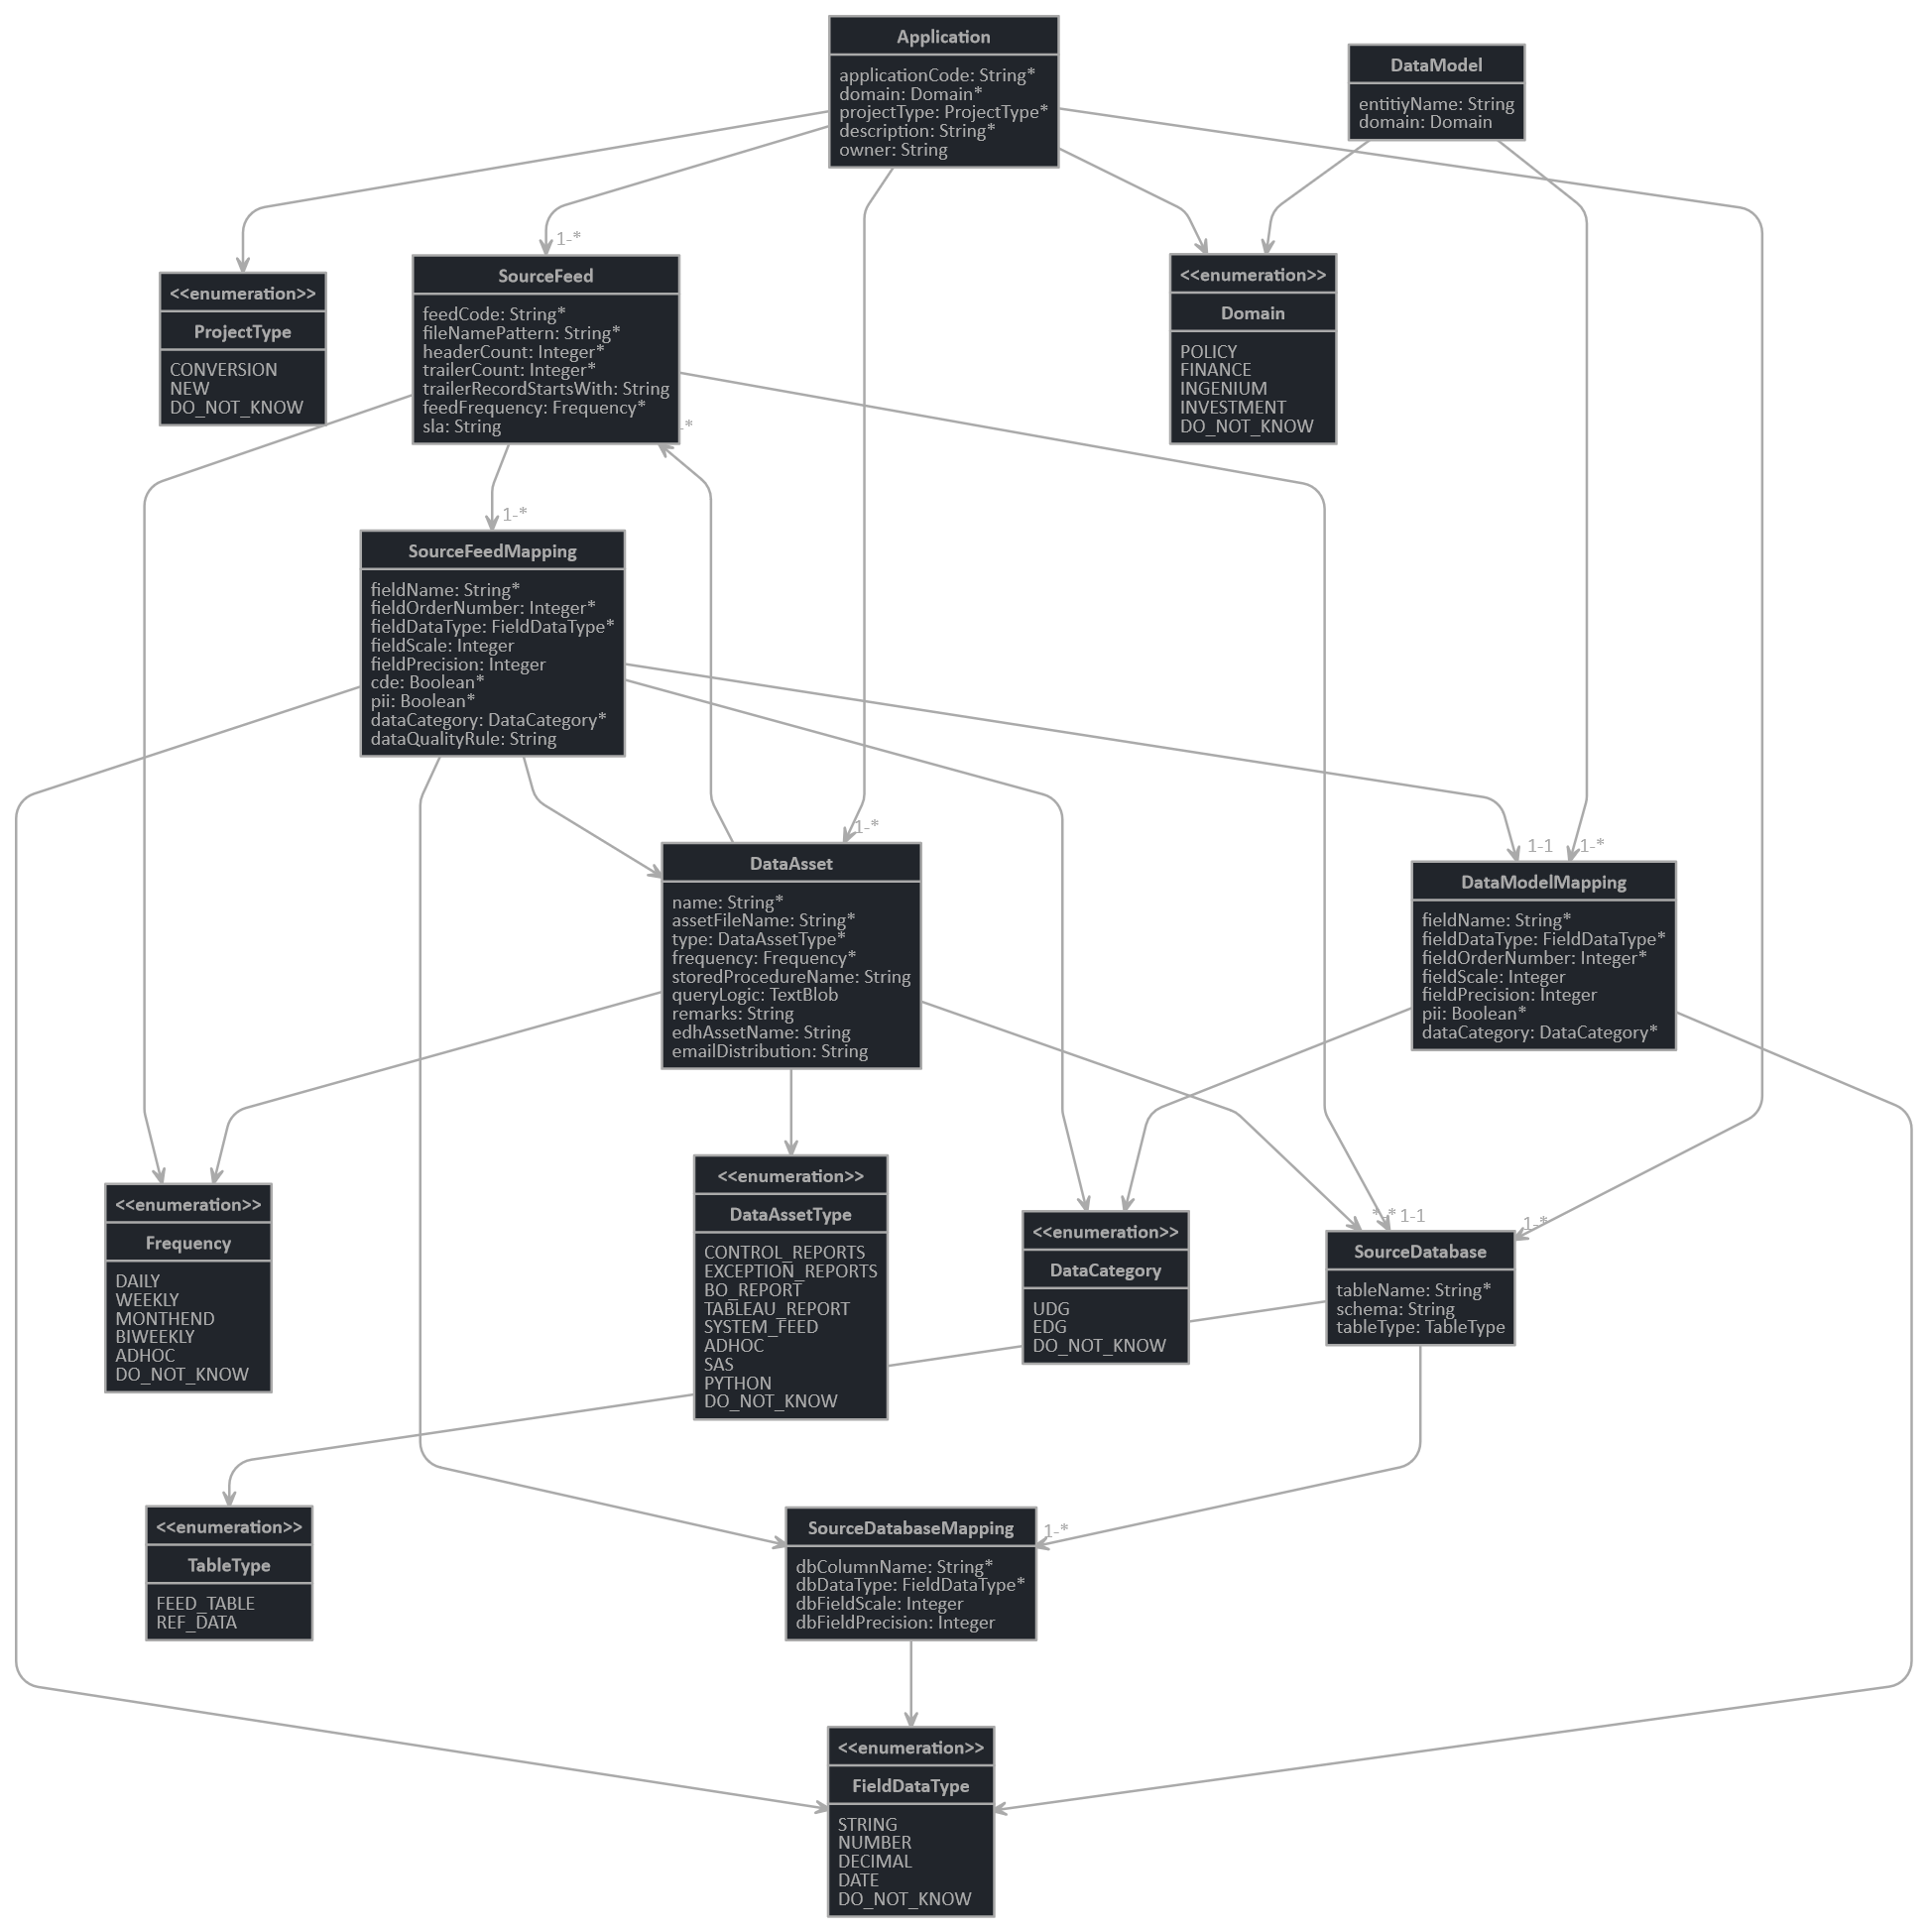 Application
applicationCode: String*
domain: Domain*
projectType: ProjectType*
description: String*
owner: String
DataModel
entitiyName: String
domain: Domain
1-*
<<enumeration>>
ProjectType
CONVERSION
NEW
DO_NOT_KNOW
SourceFeed
feedCode: String*
fileNamePattern: String*
headerCount: Integer*
trailerCount: Integer*
trailerRecordStartsWith: String
feedFrequency: Frequency*
sla: String
-*
<<enumeration>>
Domain
POLICY
FINANCE
INGENIUM
INVESTMENT
DO_NOT_KNOW
1-*
SourceFeedMapping
fieldName: String*
fieldOrderNumber: Integer*
fieldDataType: FieldDataType*
fieldScale: Integer
fieldPrecision: Integer
cde: Boolean*
pii: Boolean*
dataCategory: DataCategory*
dataQualityRule: String
1-*
DataAsset
name: String*
assetFileName: String*
type: DataAssetType*
frequency: Frequency*
storedProcedureName: String
queryLogic: TextBlob
remarks: String
edhAssetName: String
emailDistribution: String
1-1
1-*
DataModelMapping
fieldName: String*
fieldDataType: FieldDataType*
fieldOrderNumber: Integer*
fieldScale: Integer
fieldPrecision: Integer
pii: Boolean*
dataCategory: DataCategory*
<<enumeration>>
Frequency
DAILY
WEEKLY
MONTHEND
BIWEEKLY
ADHOC
DO_NOT_KNOW
<<enumeration>>
DataAssetType
CONTROL_REPORTS
EXCEPTION_REPORTS
BO_REPORT
TABLEAU_REPORT
SYSTEM_FEED
ADHOC
SAS
PYTHON
DO_NOT_KNOW
<<enumeration>>
DataCategory
UDG
EDG
DO_NOT_KNOW
*-*
1-1
1-*
SourceDatabase
tableName: String*
schema: String
tableType: TableType
<<enumeration>>
TableType
FEED_TABLE
REF_DATA
SourceDatabaseMapping
dbColumnName: String*
dbDataType: FieldDataType*
dbFieldScale: Integer
dbFieldPrecision: Integer
1-*
<<enumeration>>
FieldDataType
STRING
NUMBER
DECIMAL
DATE
DO_NOT_KNOW